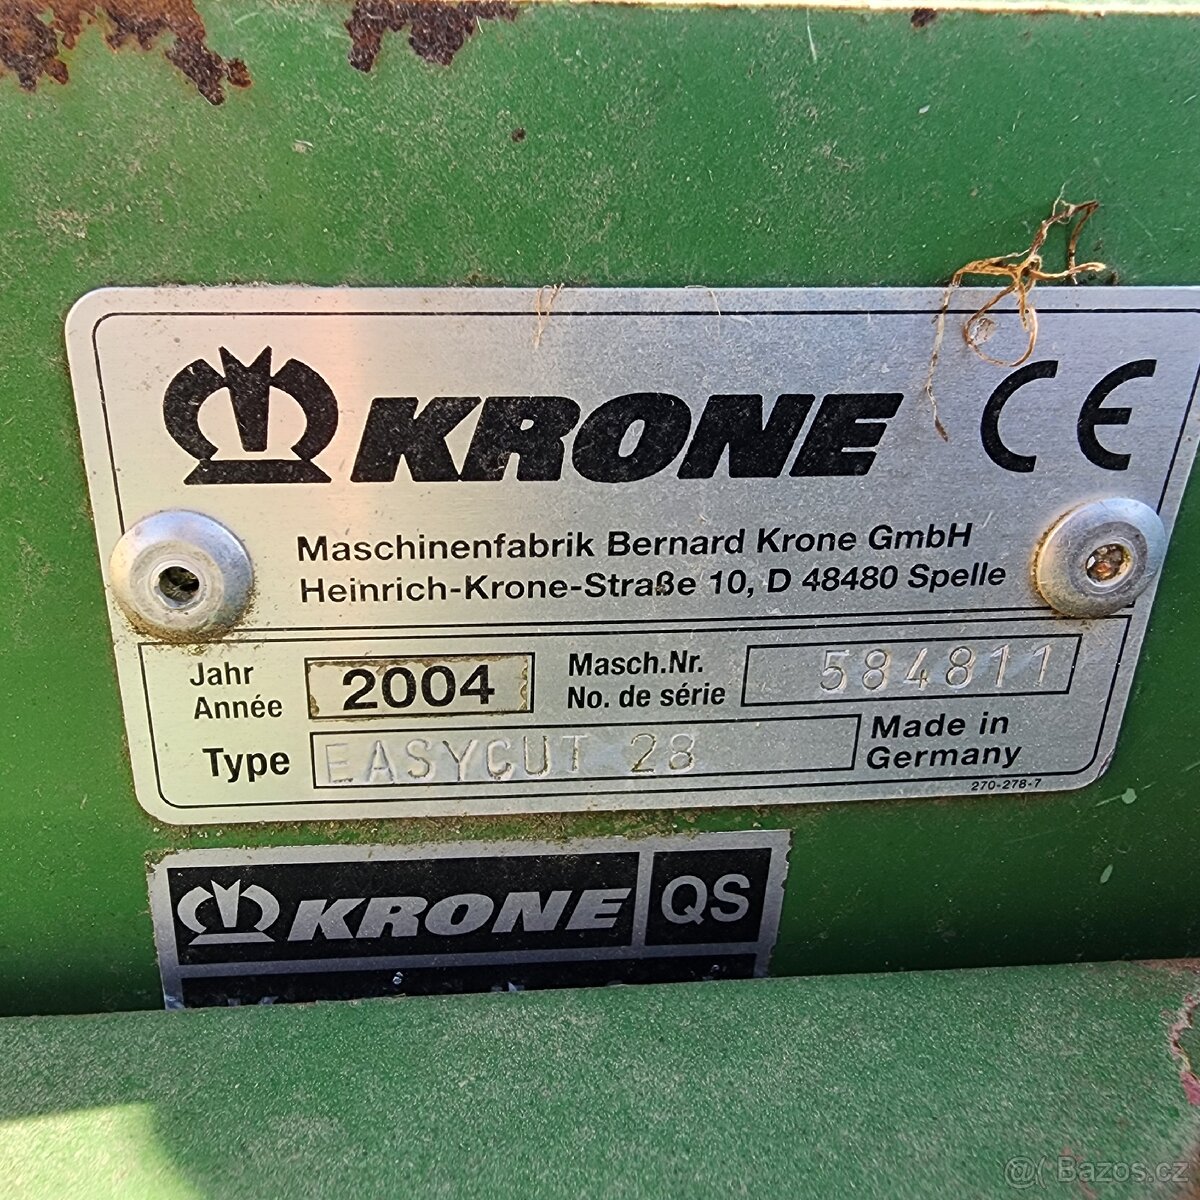 KRONE CE
Maschinenfabrik Bernard Krone GmbH
Heinrich-Krone-Straße 10, D 48480 Spelle
Jahr
Année
2004
Masch.Nr.
No. de série
584811
Type
EASYCUT 28
Made in
Germany
270-278-7
KRONE QS
Bazos.cz